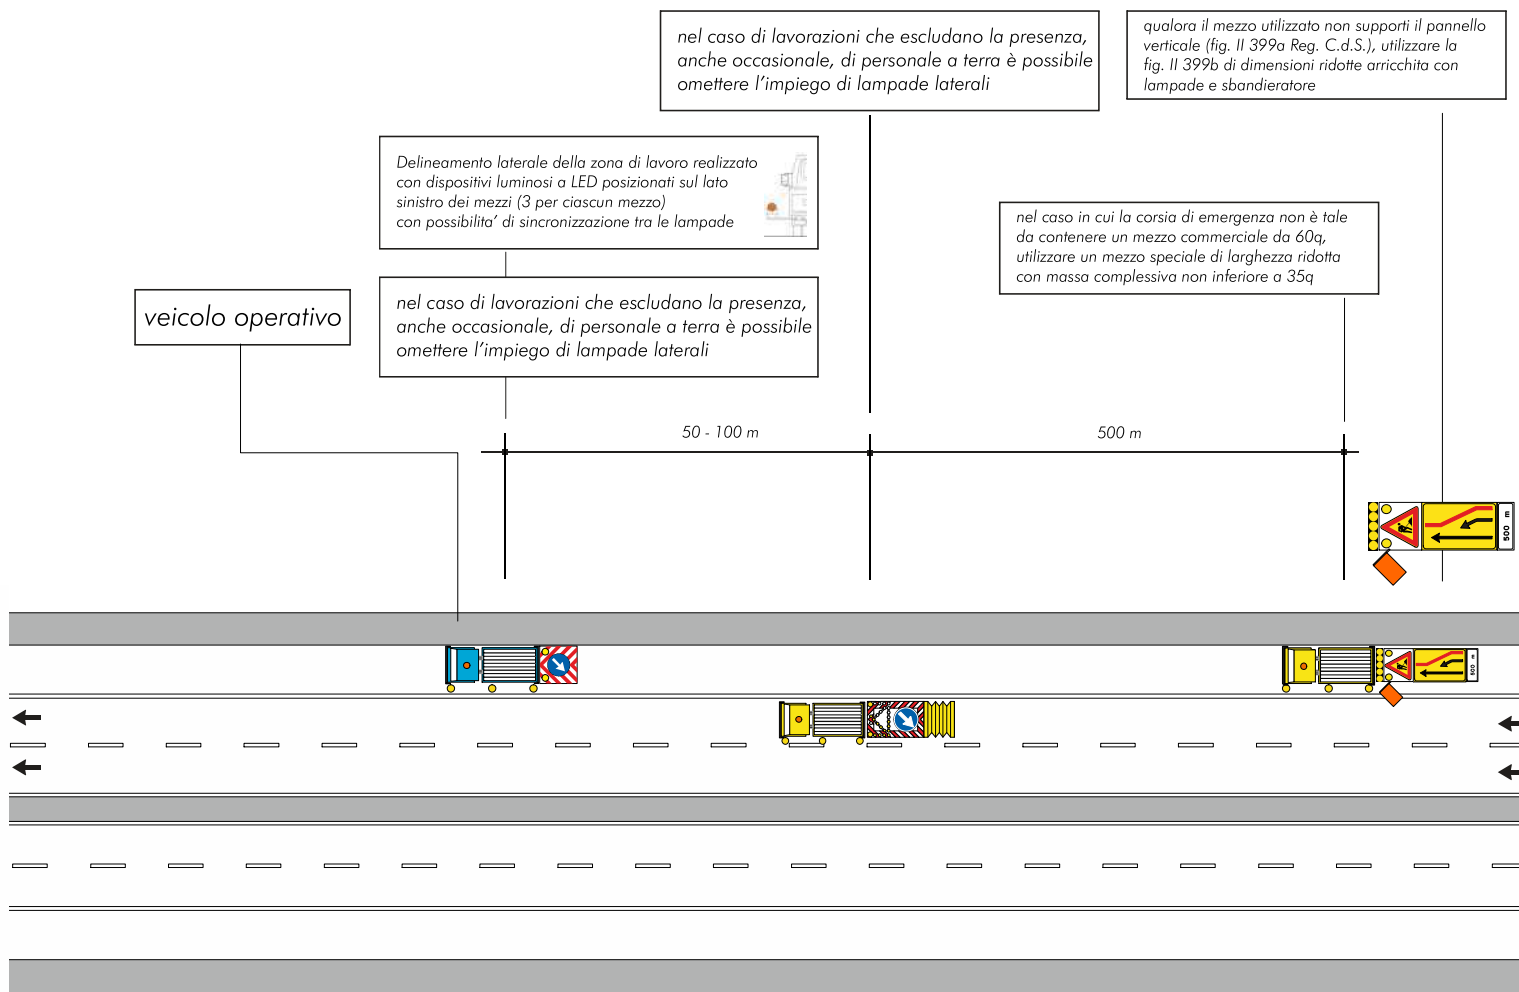 nel caso di lavorazioni che escludano la presenza,
anche occasionale, di personale a terra è possibile
omettere l'impiego di lampade laterali
qualora il mezzo utilizzato non supporti il pannello
verticale (fig. II 399a Reg. C.d.S.), utilizzare la
fig. II 399b di dimensioni ridotte arricchita con
lampade e sbandieratore
Delineamento laterale della zona di lavoro realizzato
con dispositivi luminosi a LED posizionati sul lato
sinistro dei mezzi (3 per ciascun mezzo)
con possibilita' di sincronizzazione tra le lampade
nel caso in cui la corsia di emergenza non è tale
da contenere un mezzo commerciale da 60q,
utilizzare un mezzo speciale di larghezza ridotta
con massa complessiva non inferiore a 35q
veicolo operativo
nel caso di lavorazioni che escludano la presenza,
anche occasionale, di personale a terra è possibile
omettere l'impiego di lampade laterali
50 - 100 m
500 m
500 m
500 m